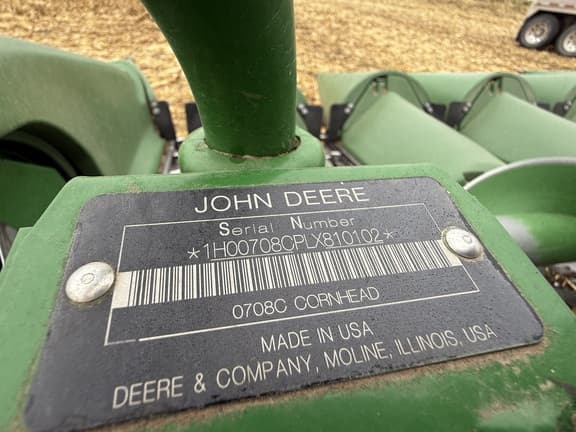 JOHN DEERE
Serial Number
*1H00708CPLX810102*
0708C CORNHEAD
MADE IN USA
DEERE & COMPANY, MOLINE, ILLINOIS, USA